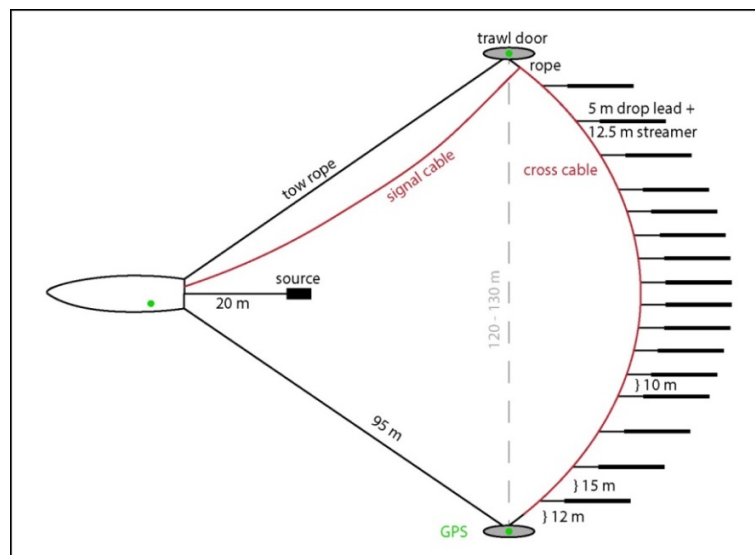 trawl door
rope
5 m drop lead +
12.5 m streamer
tow rope
signal cable
cross cable
source
20 m
120 - 130 m
} 10 m
95 m
} 15 m
} 12 m
GPS